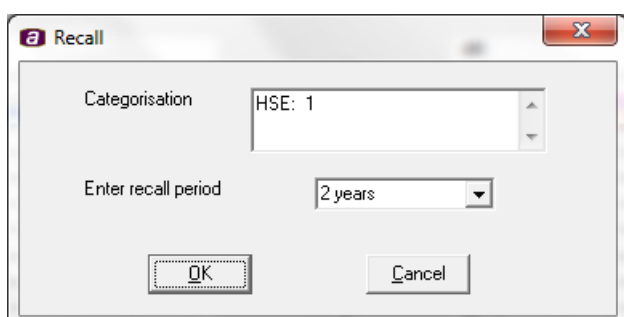 a Recall
Categorisation
HSE: 1
Enter recall period
2 years
OK
Cancel